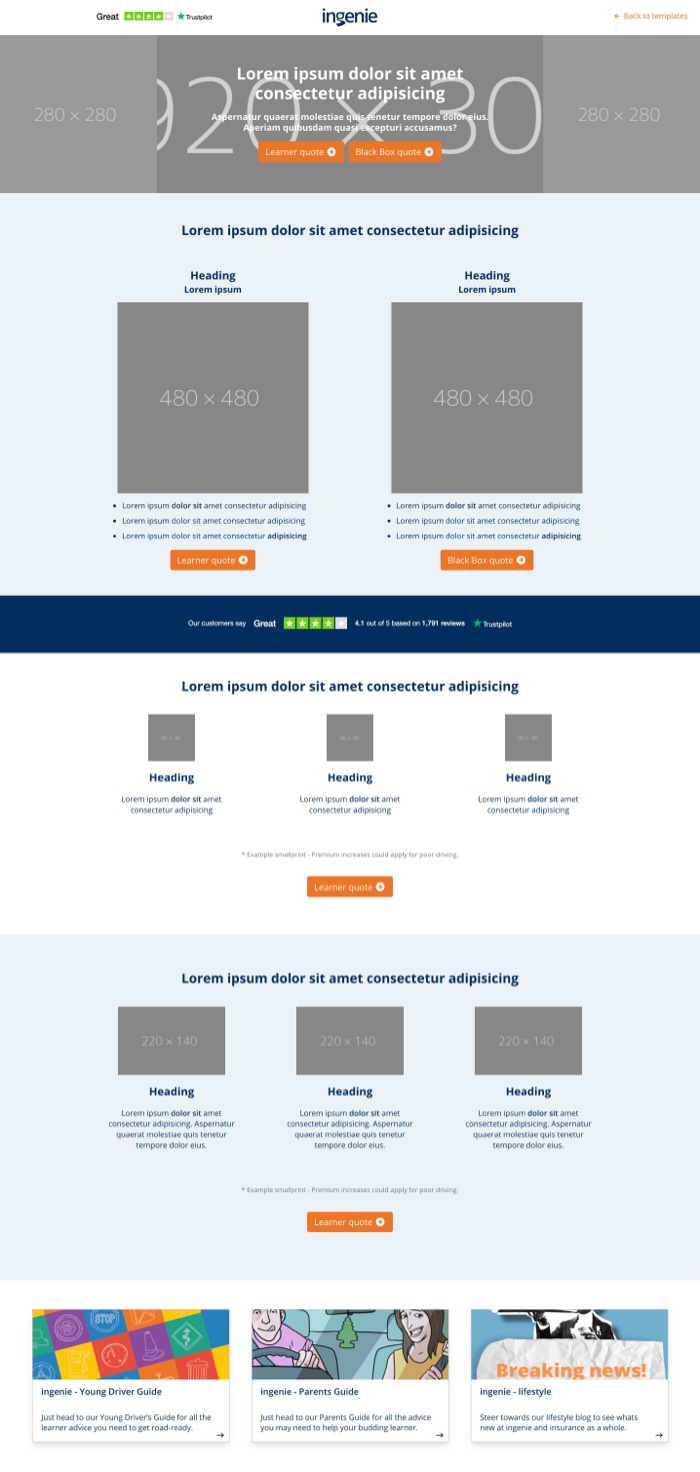 Great Trustpilot
ingenie
← Back to templates
280 × 280
920 × 30
280 × 280
Lorem ipsum dolor sit amet
consectetur adipisicing
Aspernatur quaerat molestiae quis tenetur tempore dolor eius.
Aperiam quibusdam quasi excepturi accusamus?
Learner quote
Black Box quote
Lorem ipsum dolor sit amet consectetur adipisicing
Heading
Lorem ipsum
480 × 480
• Lorem ipsum dolor sit amet consectetur adipisicing
• Lorem ipsum dolor sit amet consectetur adipisicing
• Lorem ipsum dolor sit amet consectetur adipisicing
Learner quote
Heading
Lorem ipsum
480 × 480
• Lorem ipsum dolor sit amet consectetur adipisicing
• Lorem ipsum dolor sit amet consectetur adipisicing
• Lorem ipsum dolor sit amet consectetur adipisicing
Black Box quote
Our customers say Great 4.1 out of 5 based on 1,791 reviews Trustpilot
Lorem ipsum dolor sit amet consectetur adipisicing
Heading
Lorem ipsum dolor sit amet
consectetur adipisicing
Heading
Lorem ipsum dolor sit amet
consectetur adipisicing
Heading
Lorem ipsum dolor sit amet
consectetur adipisicing
* Example smallprint - Premium increases could apply for poor driving.
Learner quote
Lorem ipsum dolor sit amet consectetur adipisicing
220 × 140
Heading
Lorem ipsum dolor sit amet
consectetur adipisicing. Aspernatur
quaerat molestiae quis tenetur
tempore dolor eius.
220 × 140
Heading
Lorem ipsum dolor sit amet
consectetur adipisicing. Aspernatur
quaerat molestiae quis tenetur
tempore dolor eius.
220 × 140
Heading
Lorem ipsum dolor sit amet
consectetur adipisicing. Aspernatur
quaerat molestiae quis tenetur
tempore dolor eius.
* Example smallprint - Premium increases could apply for poor driving.
Learner quote
STOP
ingenie - Young Driver Guide
Just head to our Young Driver's Guide for all the
learner advice you need to get road-ready.
→
ingenie - Parents Guide
Just head to our Parents Guide for all the advice
you may need to help your budding learner.
→
Breaking news!
ingenie - lifestyle
Steer towards our lifestyle blog to see whats
new at ingenie and insurance as a whole.
→